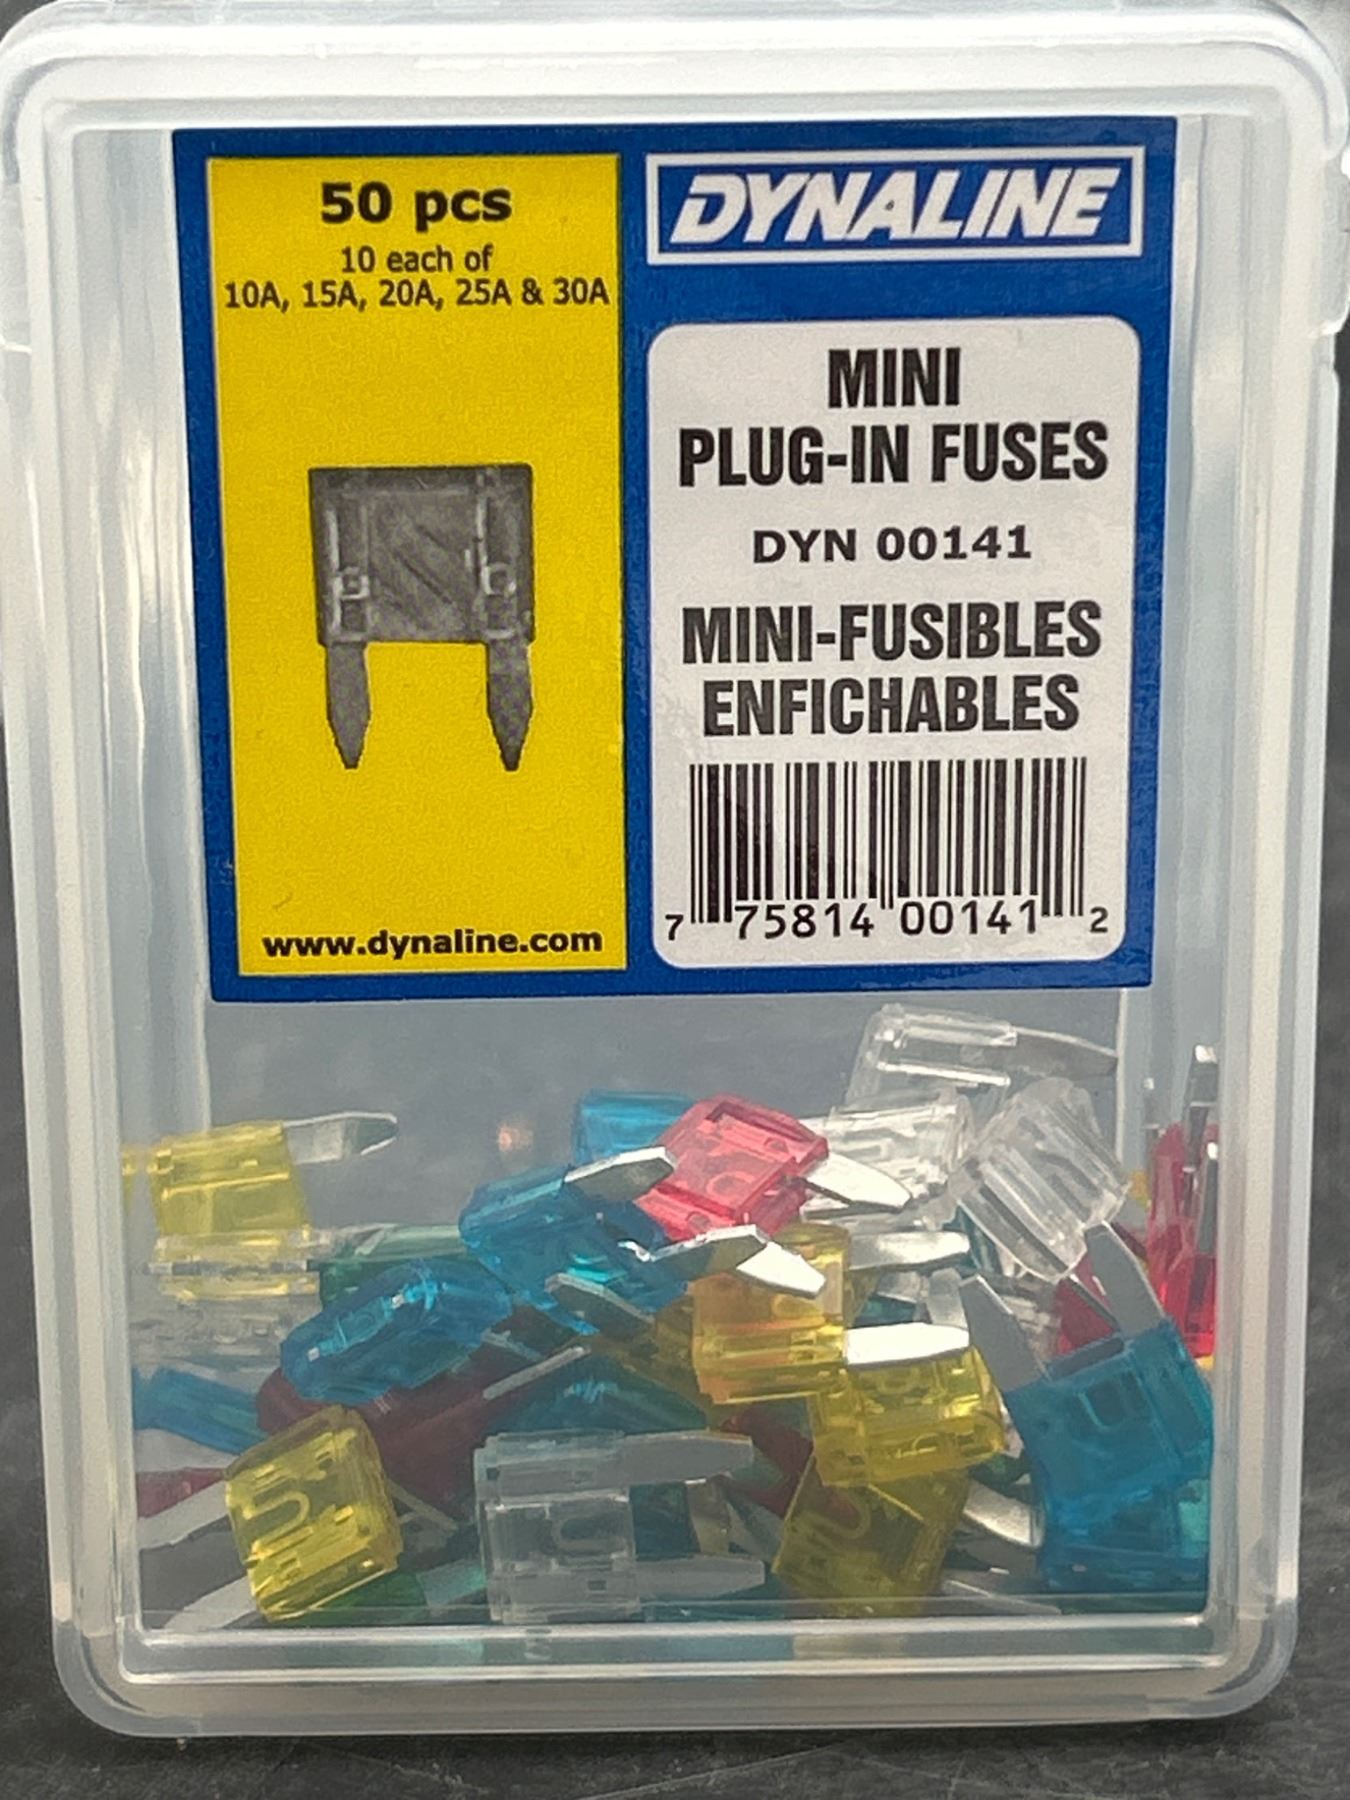 50 pcs
10 each of
10A, 15A, 20A, 25A & 30A
www.dynaline.com
DYNALINE
MINI
PLUG-IN FUSES
DYN 00141
MINI-FUSIBLES
ENFICHABLES
7 75814 00141 2